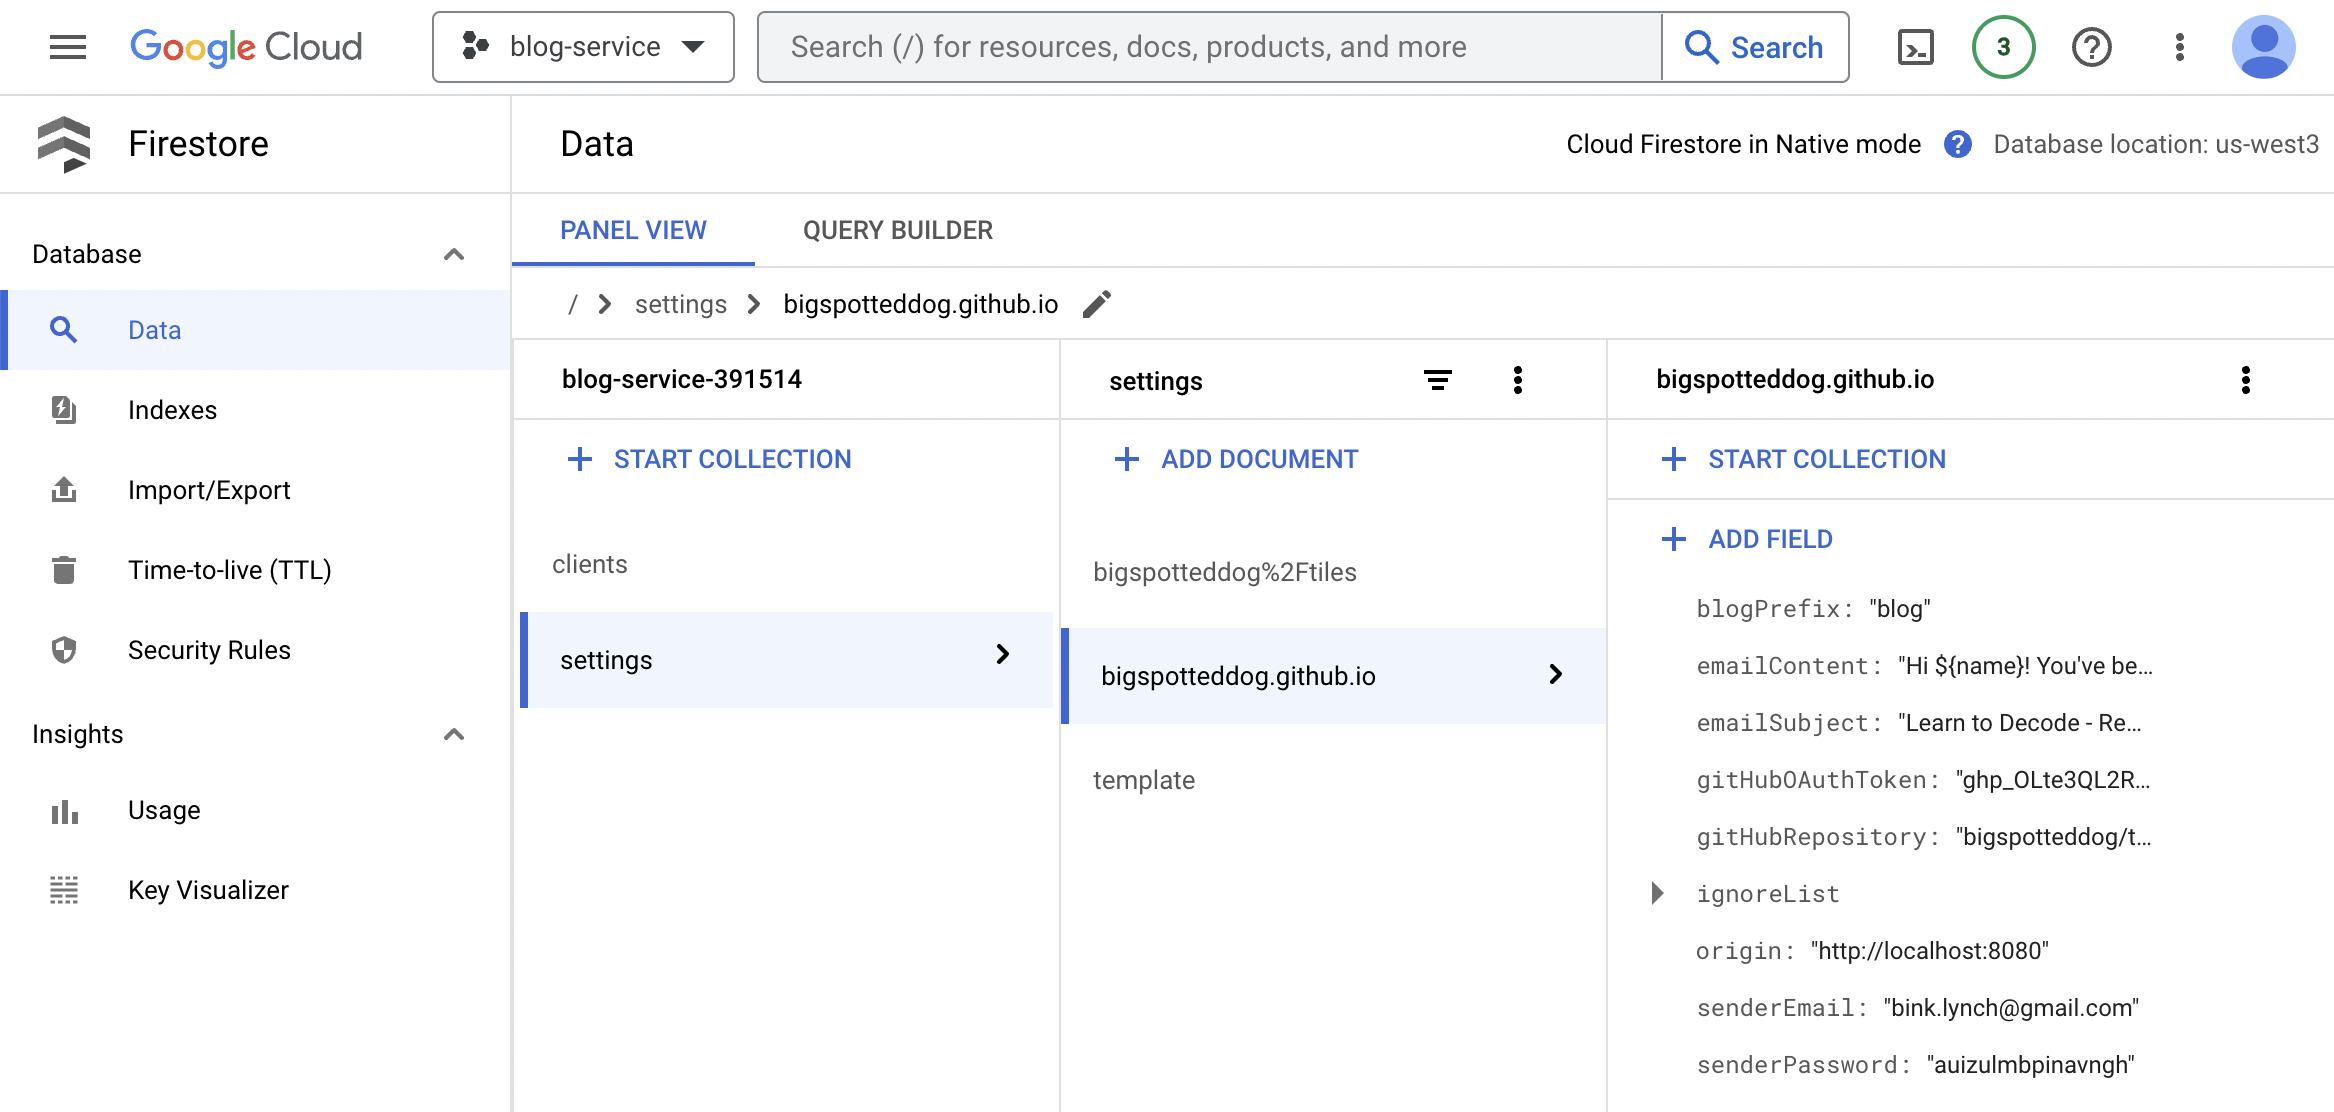 Google Cloud
blog-service
Search (/) for resources, docs, products, and more
Search
3
Firestore
Data
Cloud Firestore in Native mode
Database location: us-west3
Database
Data
Indexes
Import/Export
Time-to-live (TTL)
Security Rules
Insights
Usage
Key Visualizer
PANEL VIEW
QUERY BUILDER
/ > settings > bigspotteddog.github.io
blog-service-391514
START COLLECTION
clients
settings
settings
ADD DOCUMENT
bigspotteddog%2Ftiles
bigspotteddog.github.io
template
bigspotteddog.github.io
START COLLECTION
ADD FIELD
blogPrefix: "blog"
emailContent: "Hi ${name}! You've be...
emailSubject: "Learn to Decode - Re...
gitHubOAuthToken: "ghp_OLte3QL2R...
gitHubRepository: "bigspotteddog/t...
ignoreList
origin: "http://localhost:8080"
senderEmail: "bink.lynch@gmail.com"
senderPassword: "auizulmbpinavngh"